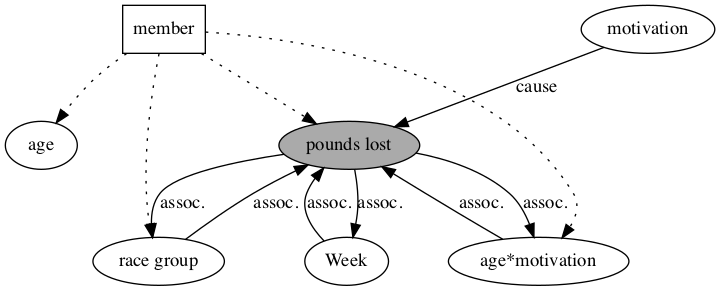 member
motivation
cause
age
pounds lost
assoc.
assoc.
assoc.
assoc.
assoc.
assoc.
race group
Week
age*motivation